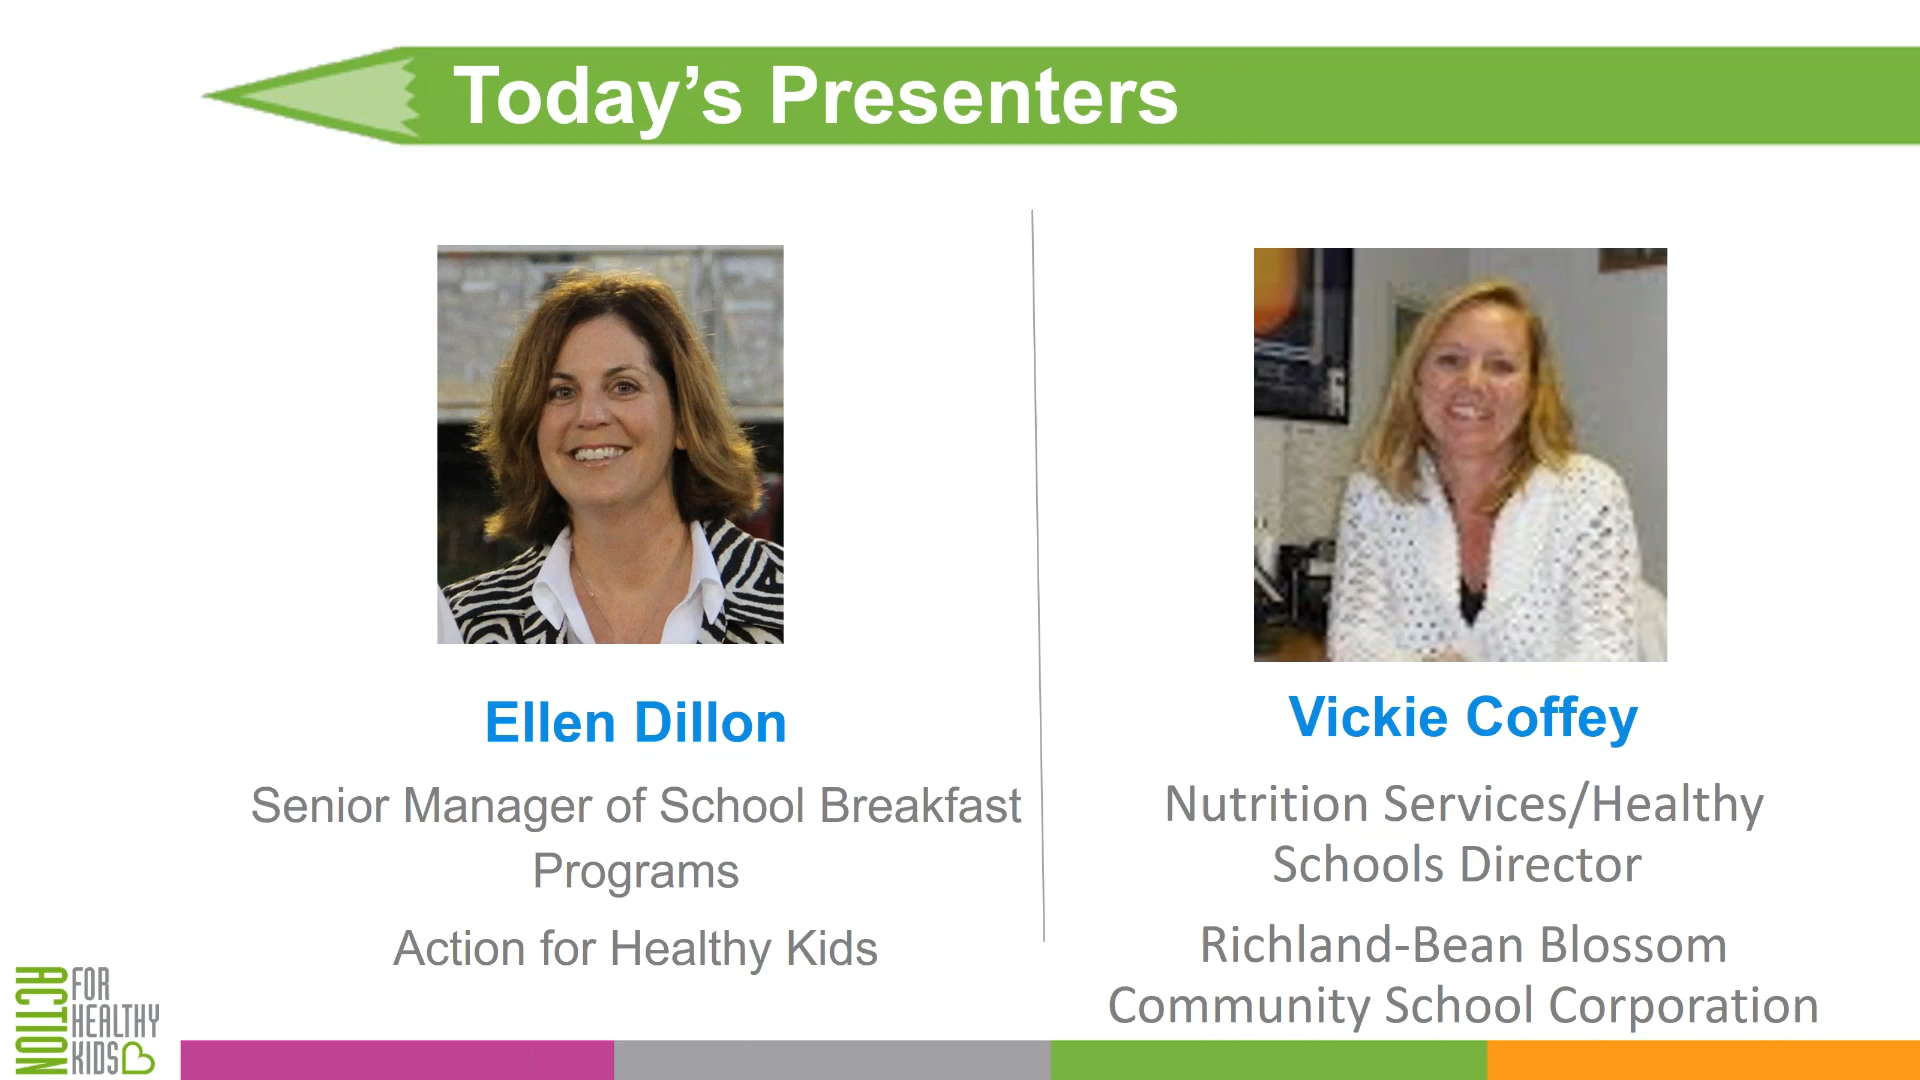 Today’s Presenters
Ellen Dillon
Senior Manager of School Breakfast
Programs
Action for Healthy Kids
Vickie Coffey
Nutrition Services/Healthy
Schools Director
Richland-Bean Blossom
Community School Corporation
ACTION
FOR
HEALTHY
KIDS